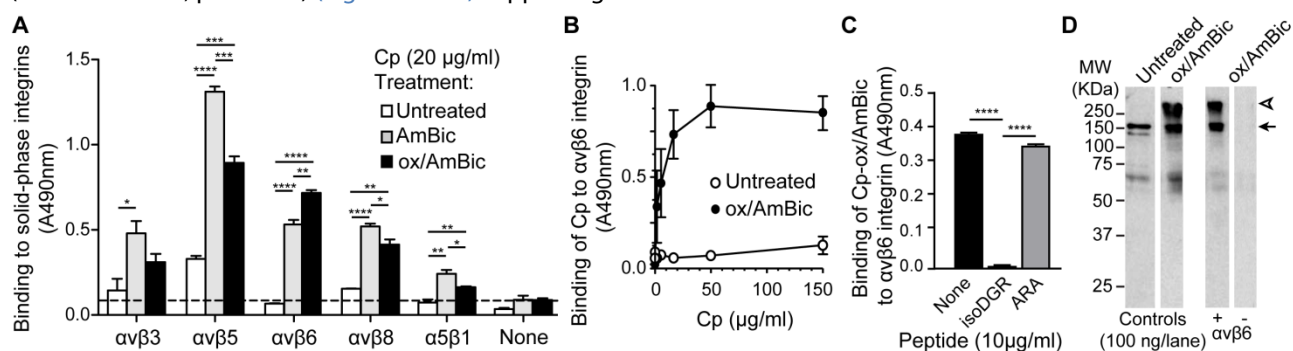 A
Binding to solid-phase integrins
(A490nm)
1.5
1.0
0.5
0.0
Cp (20 µg/ml)
Treatment:
Untreated
AmBic
ox/AmBic
*
****
***
***
****
****
**
****
**
*
**
**
*
αvβ3
αvβ5
αvβ6
αvβ8
α5β1
None
B
Binding of Cp to αvβ6 integrin
(A490nm)
1.0
0.5
0.0
Untreated
ox/AmBic
0
50
100
150
Cp (µg/ml)
C
Binding of Cp-ox/AmBic
to αvβ6 integrin (A490nm)
0.5
0.4
0.3
0.2
0.1
0.0
****
****
None
isoDGR
ARA
Peptide (10µg/ml)
D
Untreated
ox/AmBic
ox/AmBic
MW
(KDa)
250
150
100
75
50
37
25
Controls
(100 ng/lane)
+ -
αvβ6